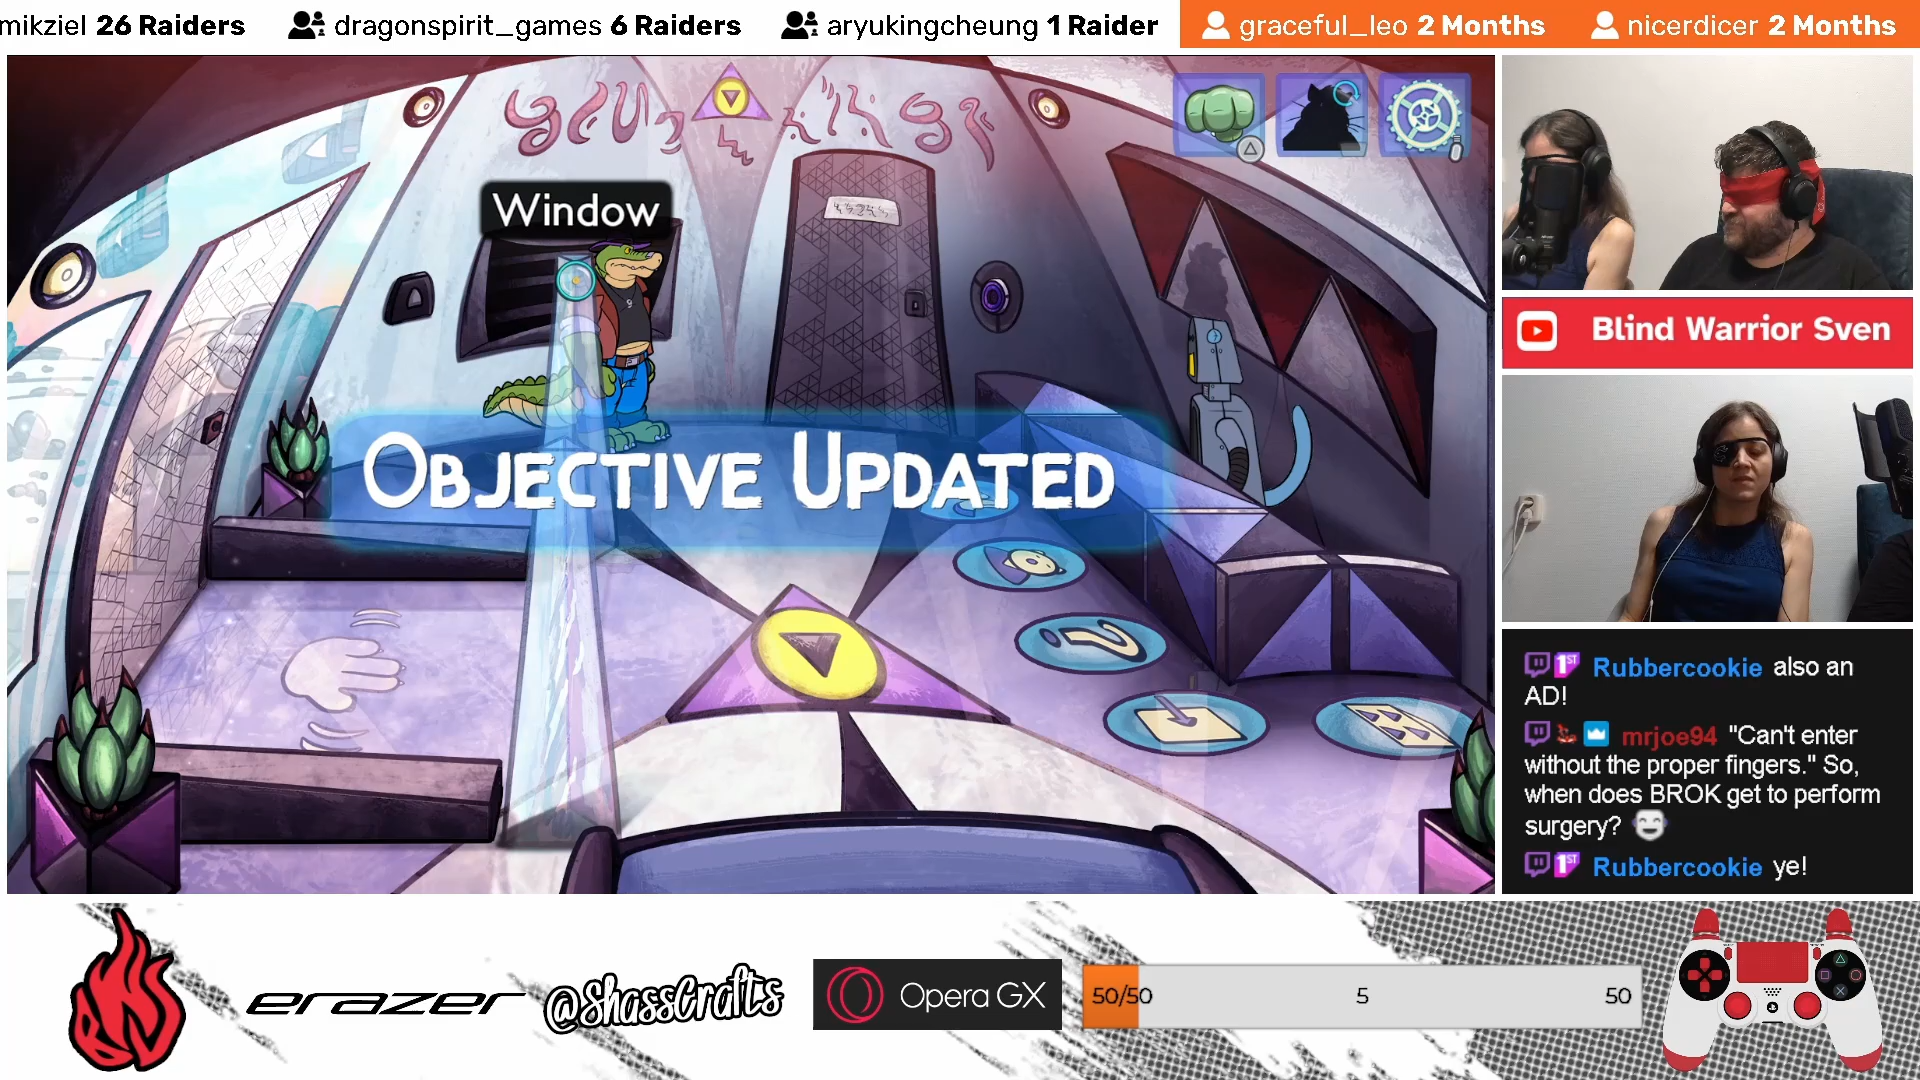 mikziel 26 Raiders dragonspirit_games 6 Raiders aryukingcheung 1 Raider graceful_leo 2 Months nicerdicer 2 Months
Window
Objective Updated
Blind Warrior Sven
1ST Rubbercookie also an
AD!
mrjoe94 "Can't enter
without the proper fingers." So,
when does BROK get to perform
surgery?
1ST Rubbercookie ye!
erazer @ShassCrafts Opera GX 50/50 5 50